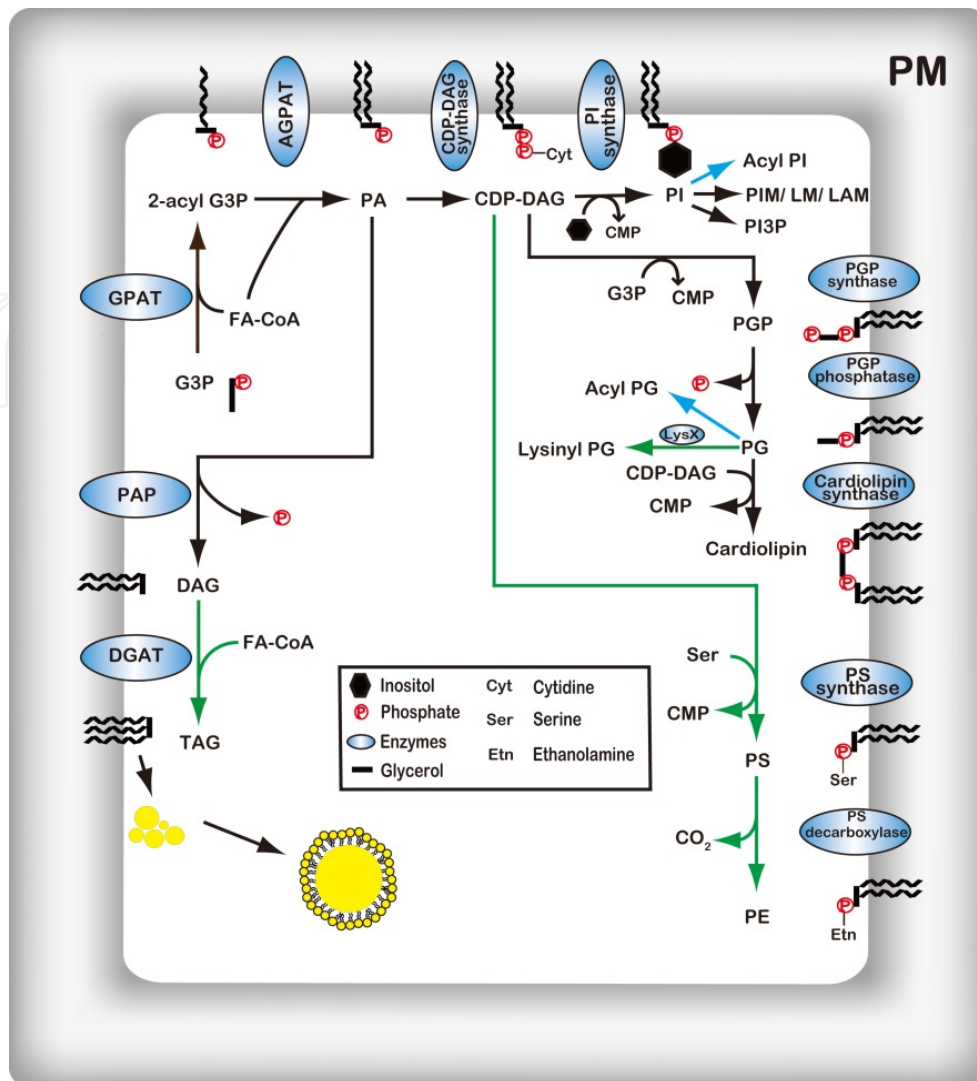 PM
AGPAT
CDP-DAG
synthase
PI
synthase
P
P
P
P
Cyt
P
2-acyl G3P
PA
CDP-DAG
PI
Acyl PI
PIM/ LM/ LAM
PI3P
CMP
GPAT
FA-CoA
G3P
P
G3P
CMP
PGP
PGP
synthase
P
P
PGP
phosphatase
P
Acyl PG
LysX
Lysinyl PG
PG
P
CDP-DAG
CMP
Cardiolipin
Cardiolipin
synthase
P
P
PAP
P
DAG
DGAT
FA-CoA
TAG
Inositol
P Phosphate
Enzymes
Glycerol
Cyt Cytidine
Ser Serine
Etn Ethanolamine
Ser
CMP
PS
PS
synthase
P
Ser
CO2
PE
PS
decarboxylase
P
Etn